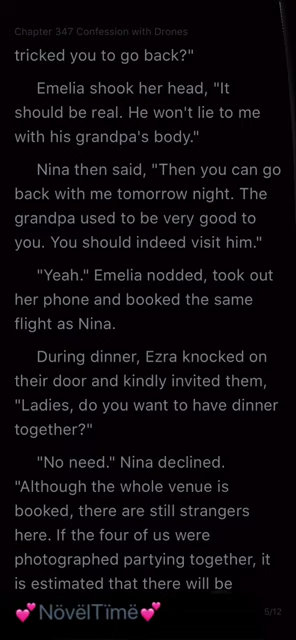 Chapter 347 Confession with Drones
tricked you to go back?"
Emelia shook her head, "It
should be real. He won't lie to me
with his grandpa's body."
Nina then said, "Then you can go
back with me tomorrow night. The
grandpa used to be very good to
you. You should indeed visit him."
"Yeah." Emelia nodded, took out
her phone and booked the same
flight as Nina.
During dinner, Ezra knocked on
their door and kindly invited them,
"Ladies, do you want to have dinner
together?"
"No need." Nina declined.
"Although the whole venue is
booked, there are still strangers
here. If the four of us were
photographed partying together, it
is estimated that there will be
💕NövëlTïmë💕
5/12